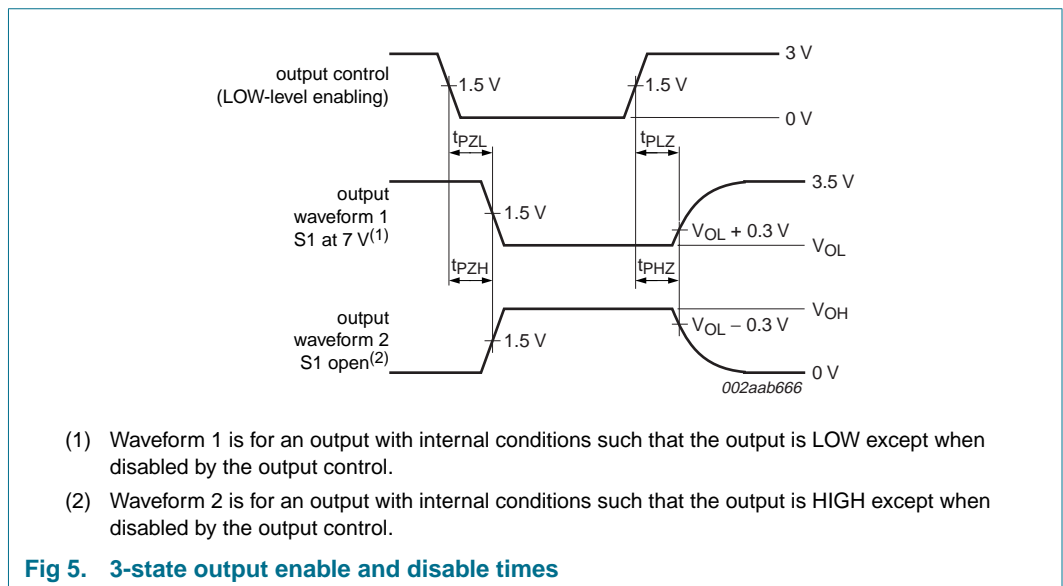 output control
(LOW-level enabling)
1.5 V
1.5 V
3 V
0 V
tPZL
tPLZ
output
waveform 1
S1 at 7 V(1)
1.5 V
3.5 V
VOL + 0.3 V
VOL
tPZH
tPHZ
output
waveform 2
S1 open(2)
1.5 V
VOH
VOL − 0.3 V
0 V
002aab666
(1) Waveform 1 is for an output with internal conditions such that the output is LOW except when
disabled by the output control.
(2) Waveform 2 is for an output with internal conditions such that the output is HIGH except when
disabled by the output control.
Fig 5. 3-state output enable and disable times